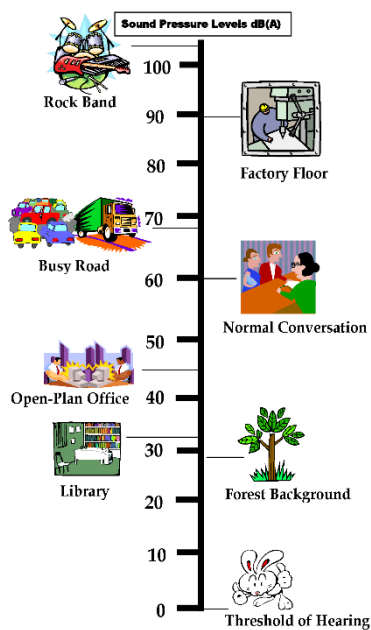 Sound Pressure Levels dB(A)
100
Rock Band
90
80
Factory Floor
70
Busy Road
60
Normal Conversation
50
Open-Plan Office
40
30
Library
Forest Background
20
10
0
Threshold of Hearing